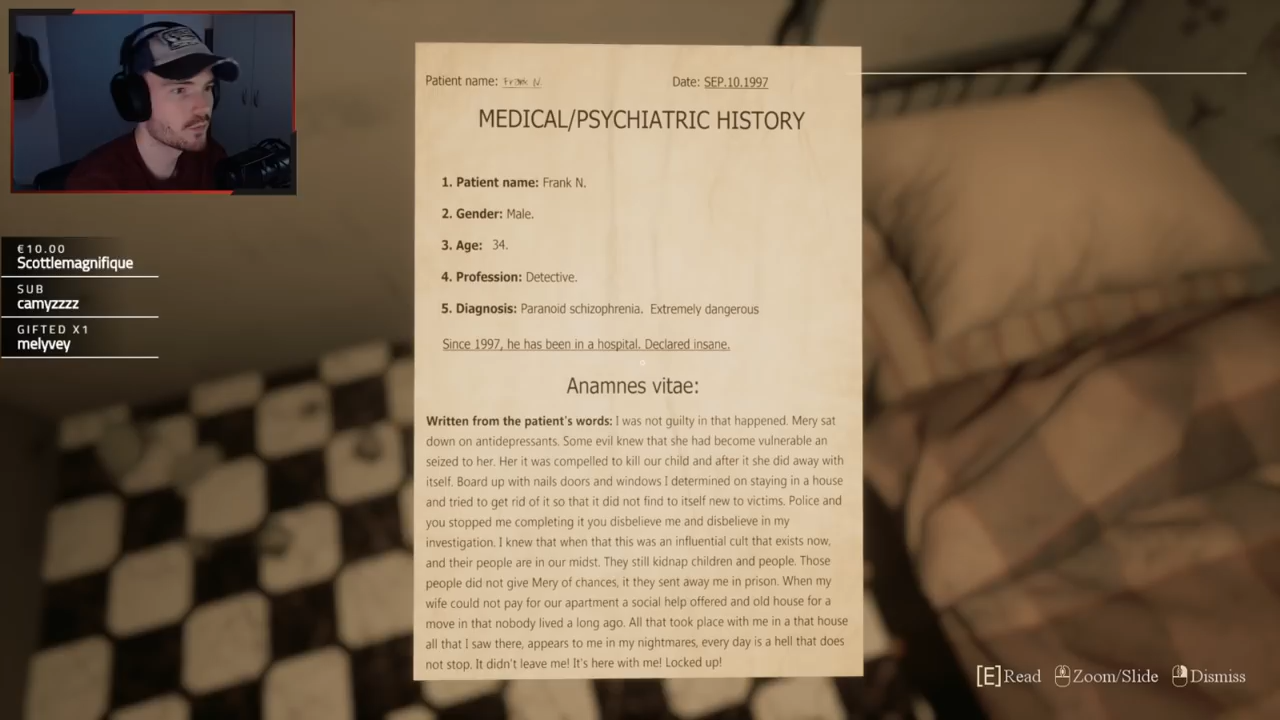 Patient name: Frank N. Date: SEP.10.1997
MEDICAL/PSYCHIATRIC HISTORY
1. Patient name: Frank N.
2. Gender: Male.
3. Age: 34.
4. Profession: Detective.
5. Diagnosis: Paranoid schizophrenia. Extremely dangerous
Since 1997, he has been in a hospital. Declared insane.
Anamnes vitae:
Written from the patient's words: I was not guilty in that happened. Mery sat
down on antidepressants. Some evil knew that she had become vulnerable an
seized to her. Her it was compelled to kill our child and after it she did away with
itself. Board up with nails doors and windows I determined on staying in a house
and tried to get rid of it so that it did not find to itself new to victims. Police and
you stopped me completing it you disbelieve me and disbelieve in my
investigation. I knew that when that this was an influential cult that exists now,
and their people are in our midst. They still kidnap children and people. Those
people did not give Mery of chances, it they sent away me in prison. When my
wife could not pay for our apartment a social help offered and old house for a
move in that nobody lived a long ago. All that took place with me in a that house
all that I saw there, appears to me in my nightmares, every day is a hell that does
not stop. It didn't leave me! It's here with me! Locked up!
€10.00
Scottlemagnifique
SUB
camyzzzz
GIFTED X1
melyvey
[E]Read Zoom/Slide Dismiss